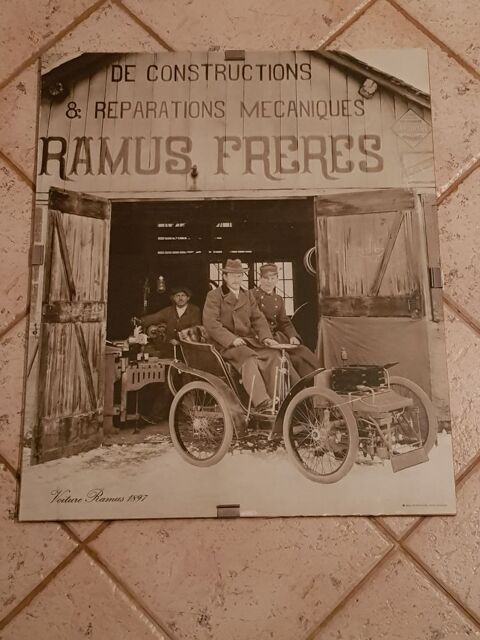 DE CONSTRUCTIONS
& REPARATIONS MECANIQUES
RAMUS FRERES
Voiture Ramus 1897